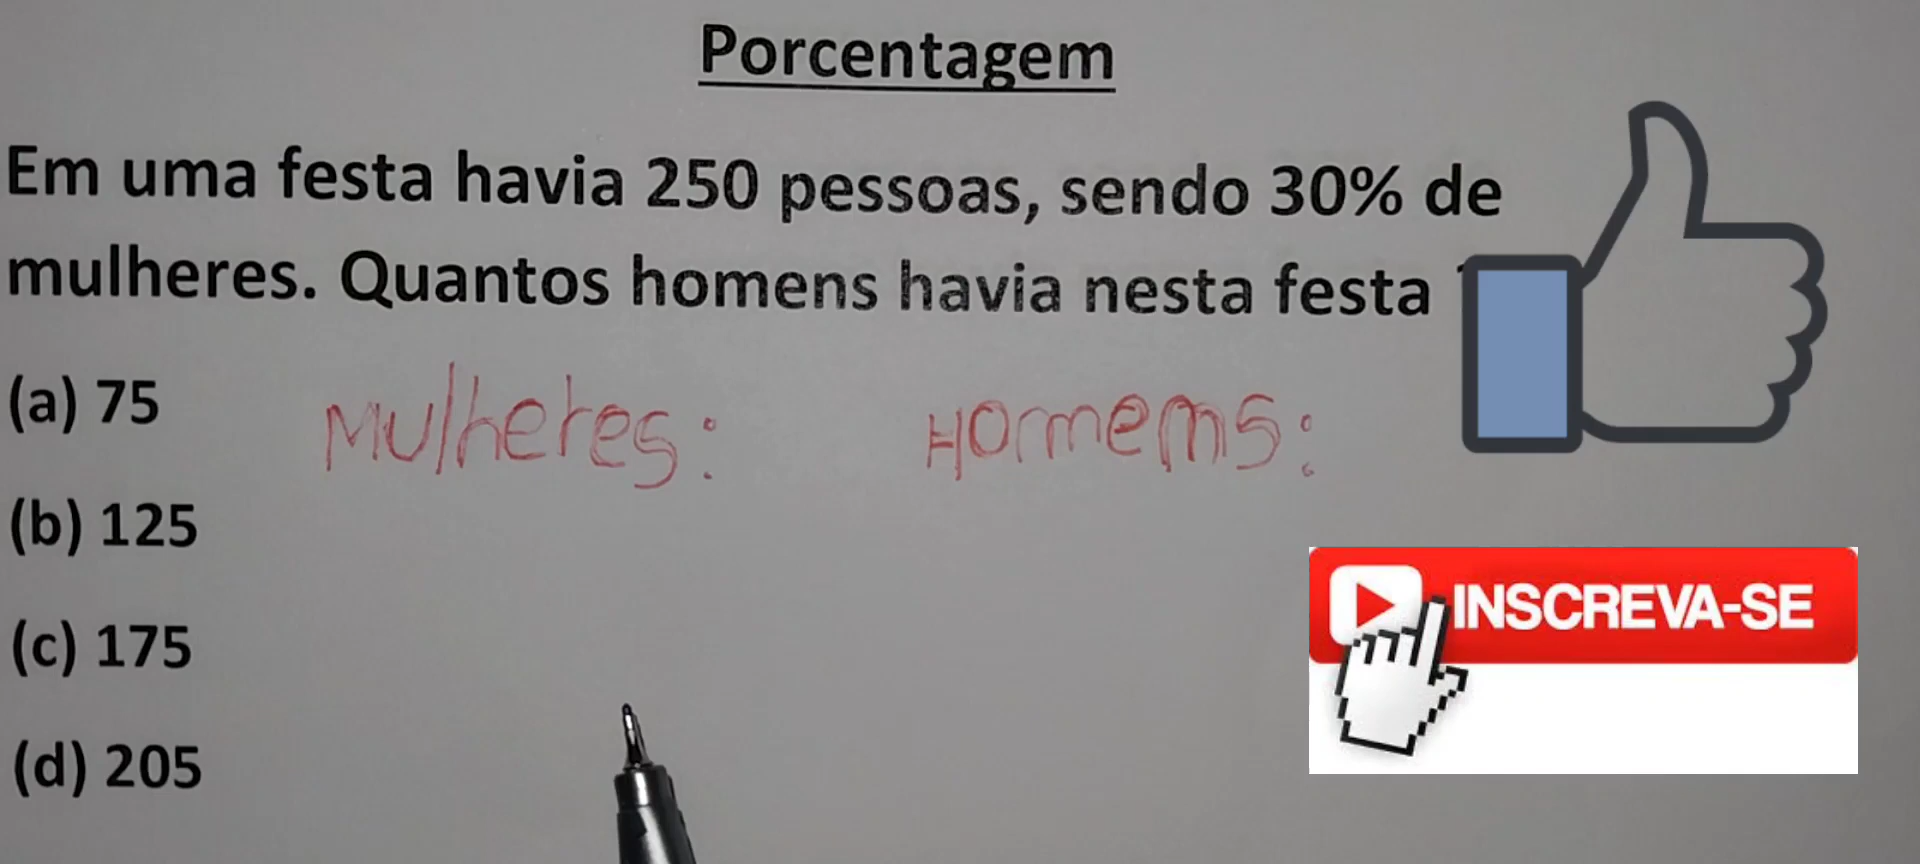 Porcentagem
Em uma festa havia 250 pessoas, sendo 30% de
mulheres. Quantos homens havia nesta festa
(a) 75
Mulheres: Homems:
(b) 125
(c) 175
INSCREVA-SE
(d) 205